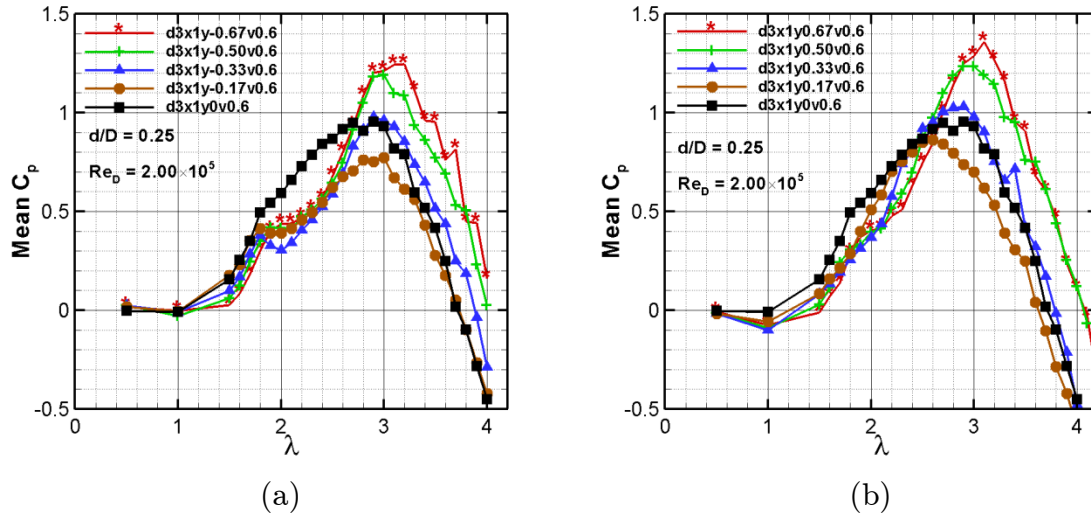 1.5
1
0.5
0
-0.5
Mean Cp
d3x1y-0.67v0.6
d3x1y-0.50v0.6
d3x1y-0.33v0.6
d3x1y-0.17v0.6
d3x1y0v0.6
d/D = 0.25
Re_D = 2.00×10^5
0 1 2 3 4
λ
(a)
1.5
1
0.5
0
-0.5
Mean Cp
d3x1y0.67v0.6
d3x1y0.50v0.6
d3x1y0.33v0.6
d3x1y0.17v0.6
d3x1y0v0.6
d/D = 0.25
Re_D = 2.00×10^5
0 1 2 3 4
λ
(b)